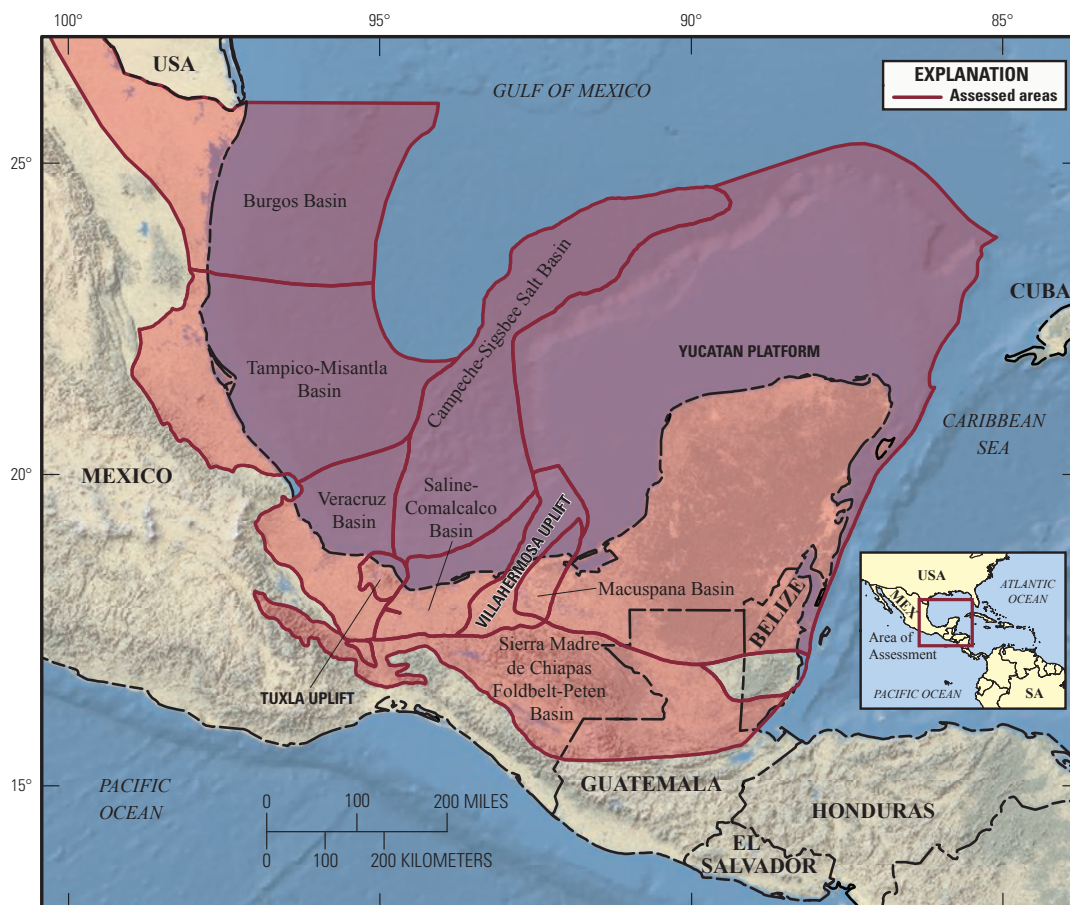 100°
95°
90°
85°
USA
GULF OF MEXICO
EXPLANATION
Assessed areas
25°
Burgos Basin
Campeche-Sigsbee Salt Basin
CUBA
YUCATAN PLATFORM
Tampico-Misantla
Basin
CARIBBEAN
SEA
20°
MEXICO
Veracruz
Basin
Saline-
Comalcalco
Basin
VILLAHERMOSA UPLIFT
Macuspana Basin
BELIZE
Sierra Madre
de Chiapas
Foldbelt-Peten
Basin
TUXLA UPLIFT
USA
ATLANTIC
OCEAN
MEX
Area of
Assessment
PACIFIC OCEAN
SA
15°
PACIFIC
OCEAN
0 100 200 MILES
0 100 200 KILOMETERS
GUATEMALA
HONDURAS
EL
SALVADOR